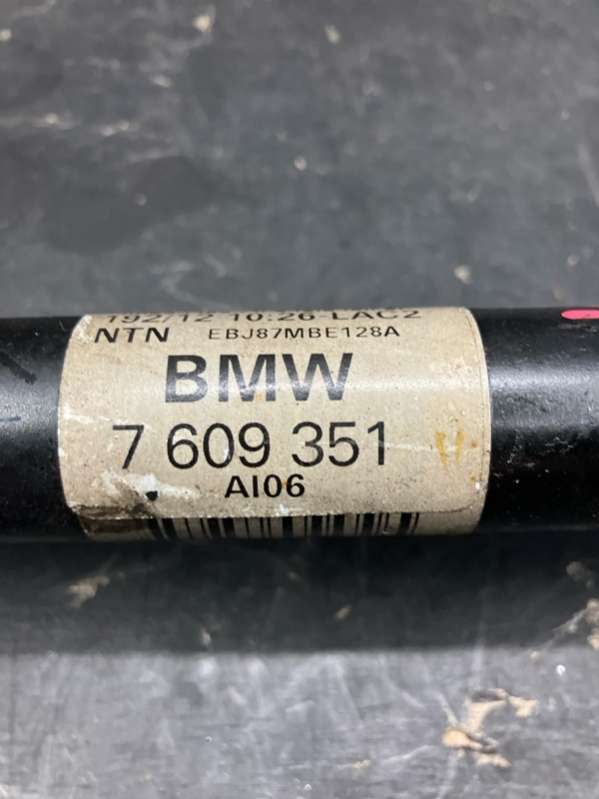 192/12 10:26 LAC2
NTN EBJ87MBE128A
BMW
7 609 351
AI06